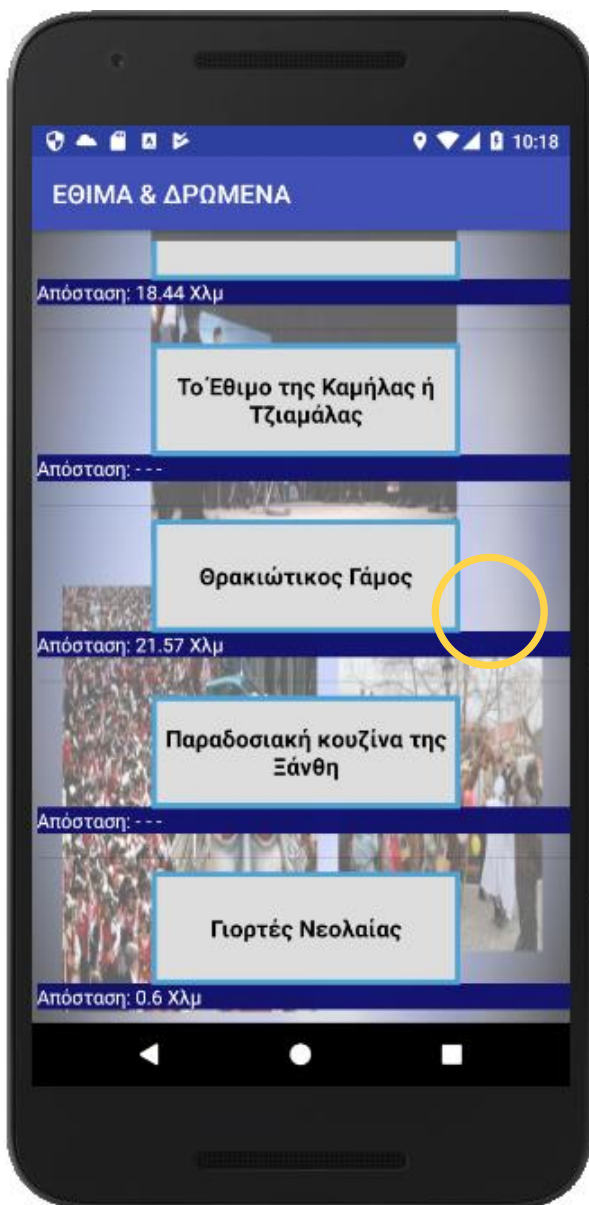 10:18
ΕΘΙΜΑ & ΔΡΩΜΕΝΑ
Απόσταση: 18.44 Χλμ
Το Έθιμο της Καμήλας ή
Τζιαμάλας
Απόσταση: - - -
Θρακιώτικος Γάμος
Απόσταση: 21.57 Χλμ
Παραδοσιακή κουζίνα της
Ξάνθη
Απόσταση: - - -
Γιορτές Νεολαίας
Απόσταση: 0.6 Χλμ